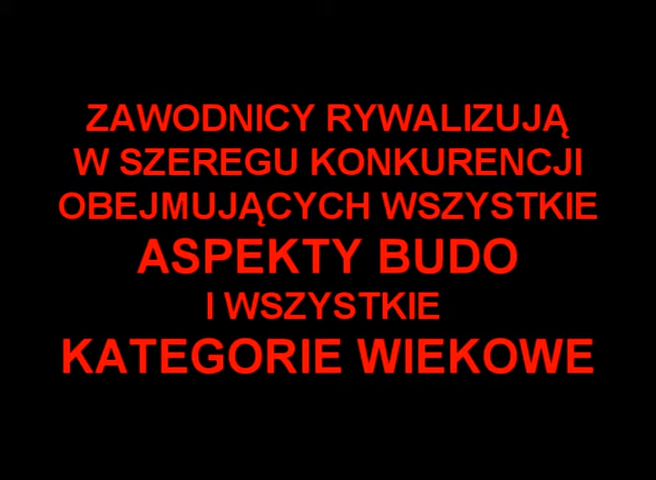 ZAWODNICY RYWALIZUJĄ
W SZEREGU KONKURENCJI
OBEJMUJĄCYCH WSZYSTKIE
ASPEKTY BUDO
I WSZYSTKIE
KATEGORIE WIEKOWE